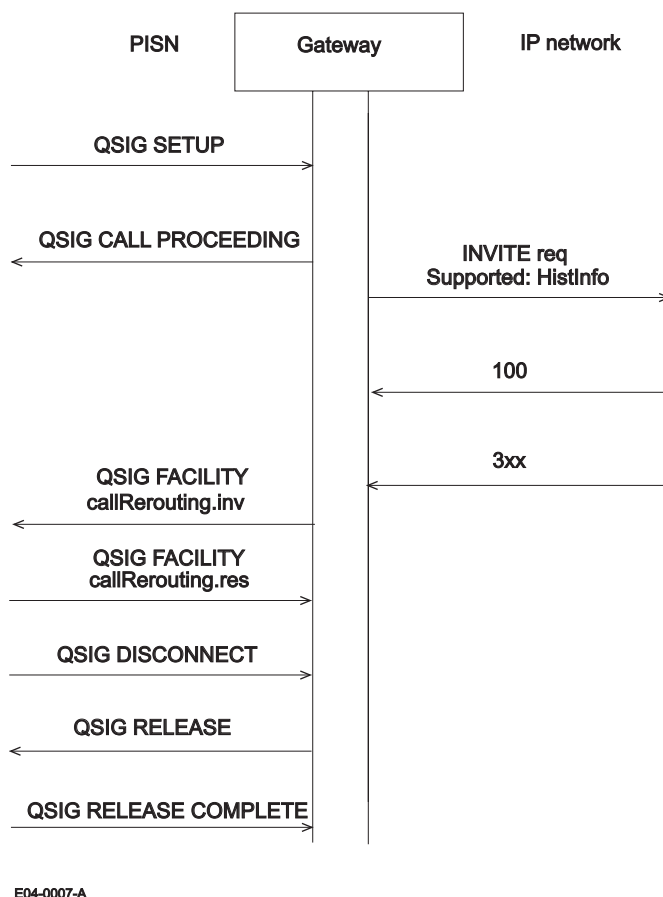 PISN
Gateway
IP network
QSIG SETUP
QSIG CALL PROCEEDING
INVITE req
Supported: HistInfo
100
3xx
QSIG FACILITY
callRerouting.inv
QSIG FACILITY
callRerouting.res
QSIG DISCONNECT
QSIG RELEASE
QSIG RELEASE COMPLETE
E04-0007-A